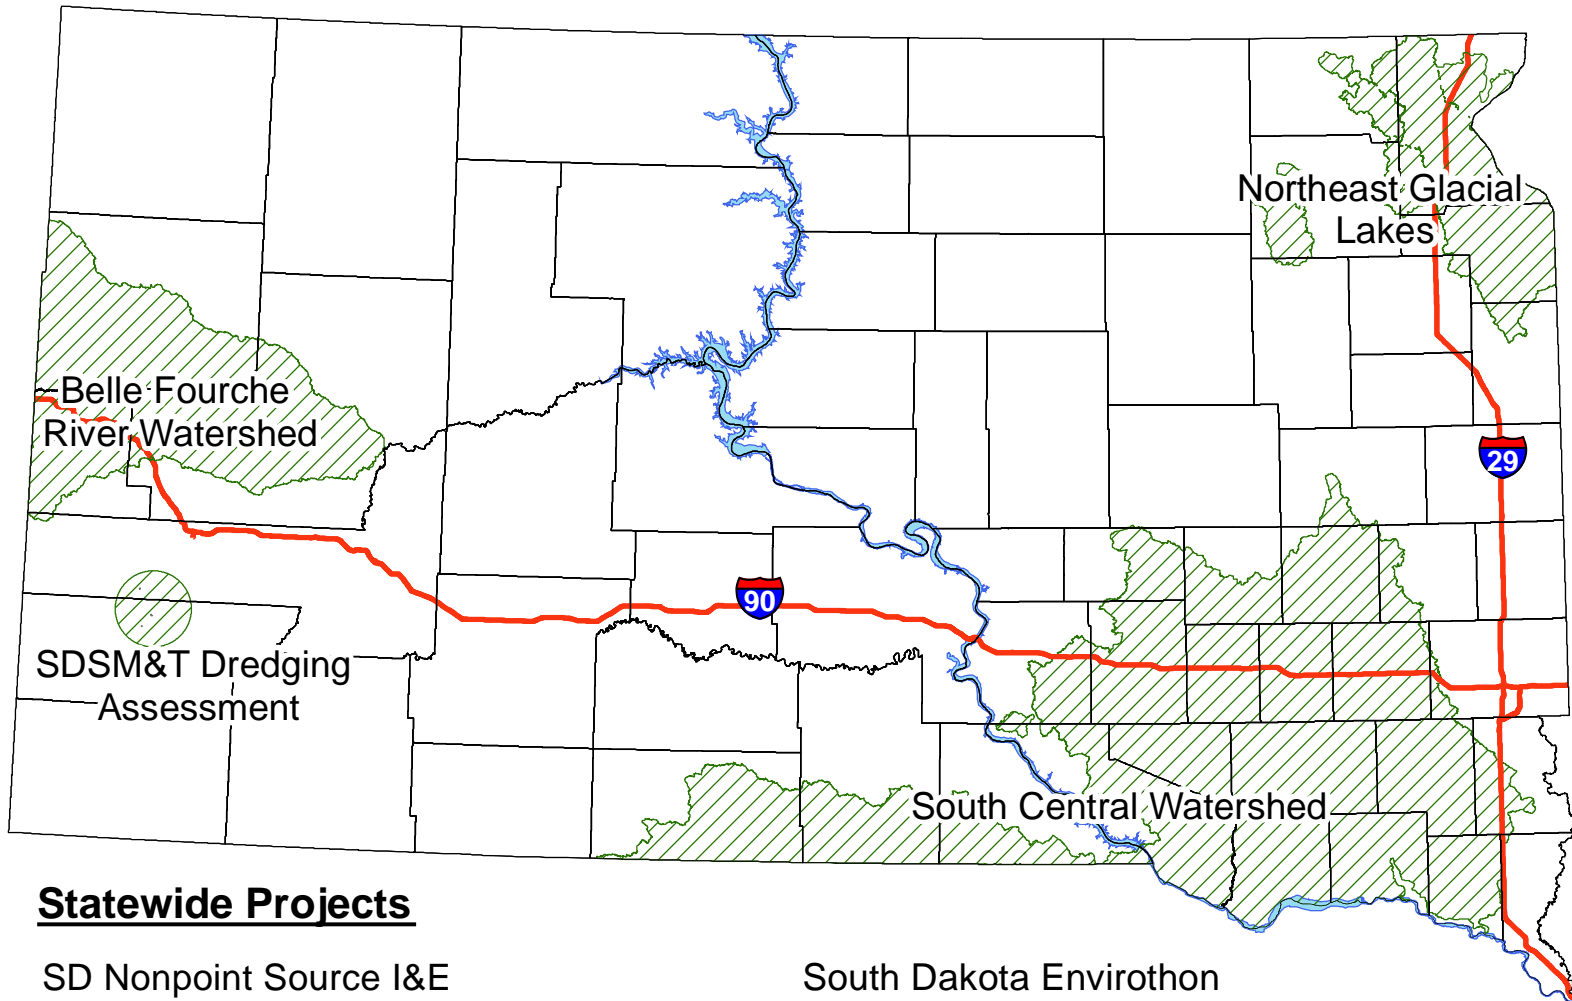 Northeast Glacial
Lakes
Belle Fourche
River Watershed
29
90
SDSM&T Dredging
Assessment
South Central Watershed
Statewide Projects
SD Nonpoint Source I&E
South Dakota Envirothon